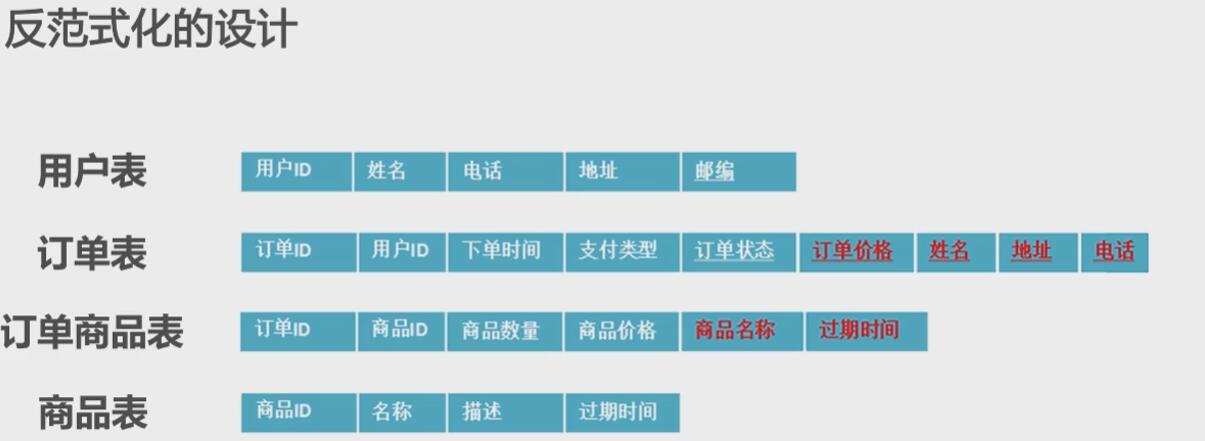 反范式化的设计
用户表 用户ID 姓名 电话 地址 邮编
订单表 订单ID 用户ID 下单时间 支付类型 订单状态 订单价格 姓名 地址 电话
订单商品表 订单ID 商品ID 商品数量 商品价格 商品名称 过期时间
商品表 商品ID 名称 描述 过期时间